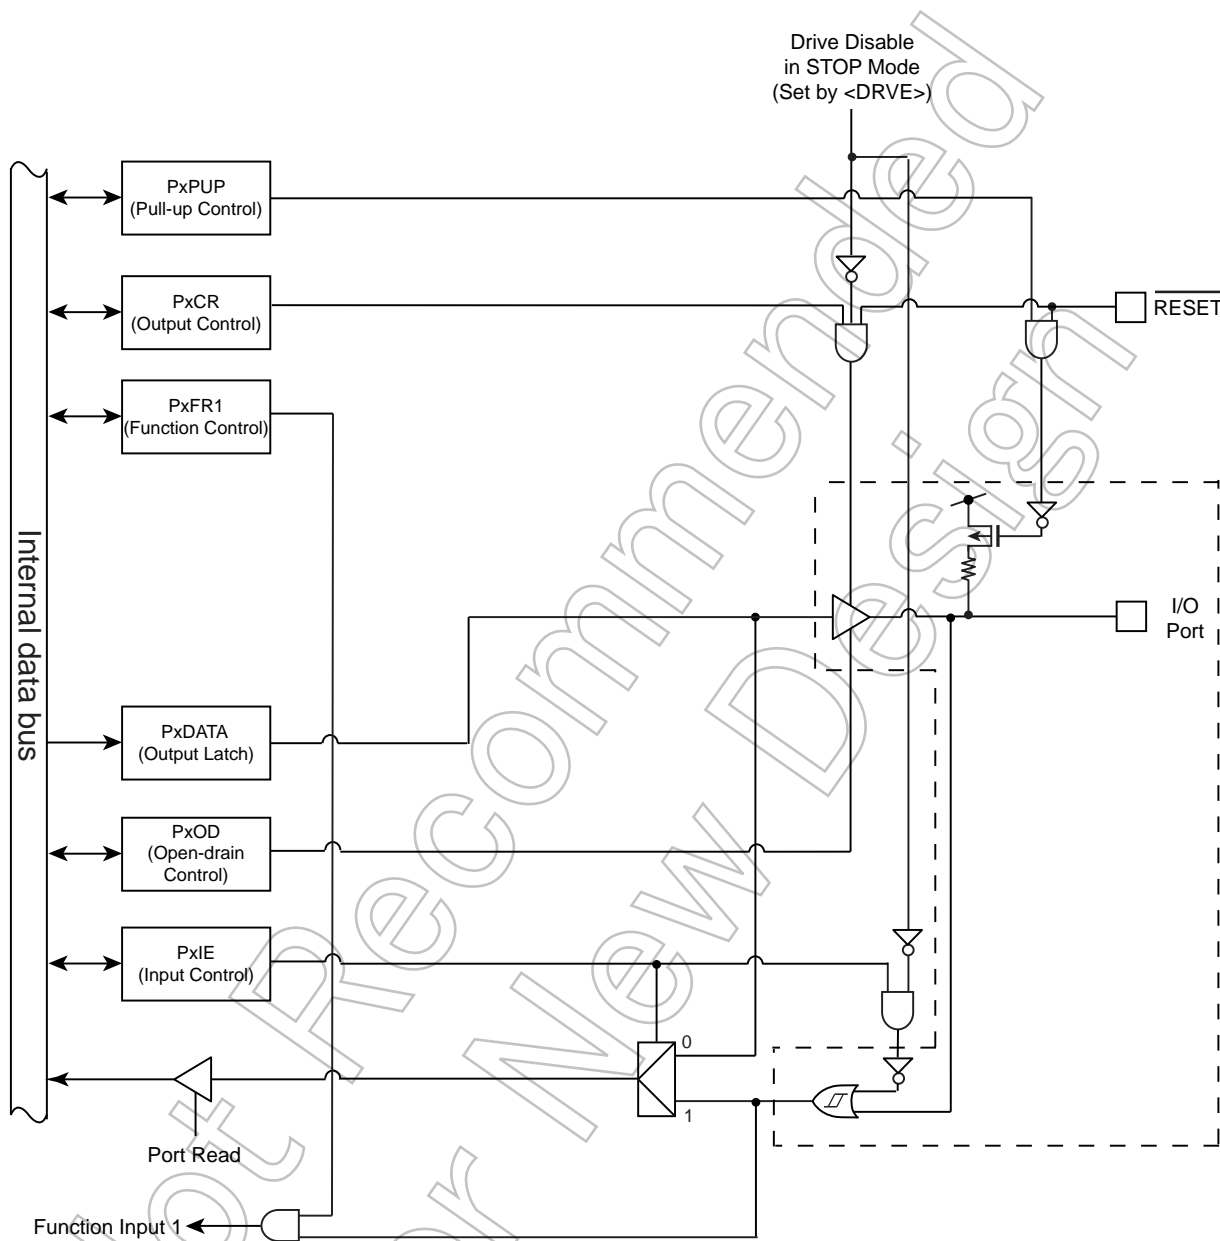 Drive Disable
in STOP Mode
(Set by <DRVE>)
PxPUP
(Pull-up Control)
PxCR
(Output Control)
RESET
PxFR1
(Function Control)
Internal data bus
I/O
Port
PxDATA
(Output Latch)
PxOD
(Open-drain
Control)
PxIE
(Input Control)
0
1
Port Read
Function Input 1
Not Recommended
for New Design